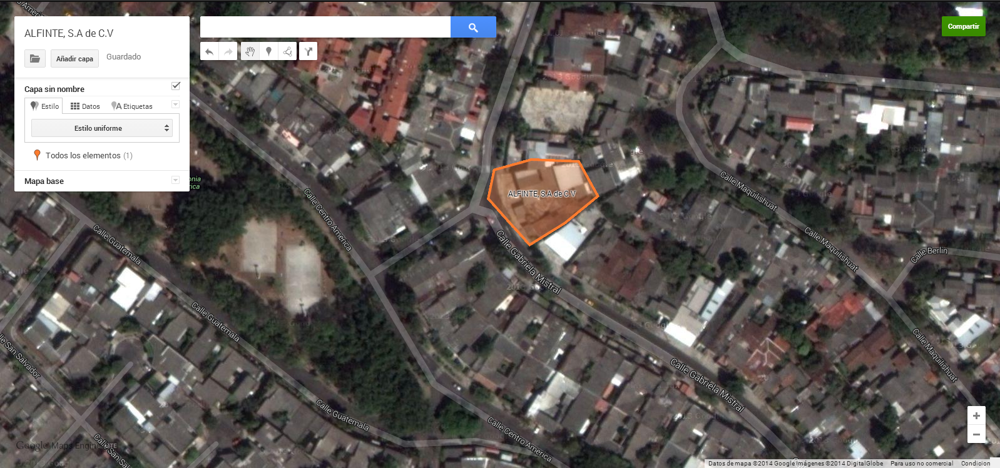 ALFINTE, S.A de C.V
Añadir capa
Guardado
Capa sin nombre
Estilo
Datos
Etiquetas
Estilo uniforme
Todos los elementos (1)
Mapa base
Compartir
ALFINTE, S.A de C.V
Calle Centro America
Calle Guatemala
Calle Guatemala
Calle Guatemala
Calle Centro America
Calle Gabriela Mistral
Calle Gabriela Mistral
Calle Maquilishuat
Calle Maquilishuat
Calle Maquilishuat
Calle Berlin
San Salvador
Calle San
Google Maps Engine LITE
Datos de mapa ©2014 Google Imágenes ©2014 DigitalGlobe
Para uso no comercial
Condicion